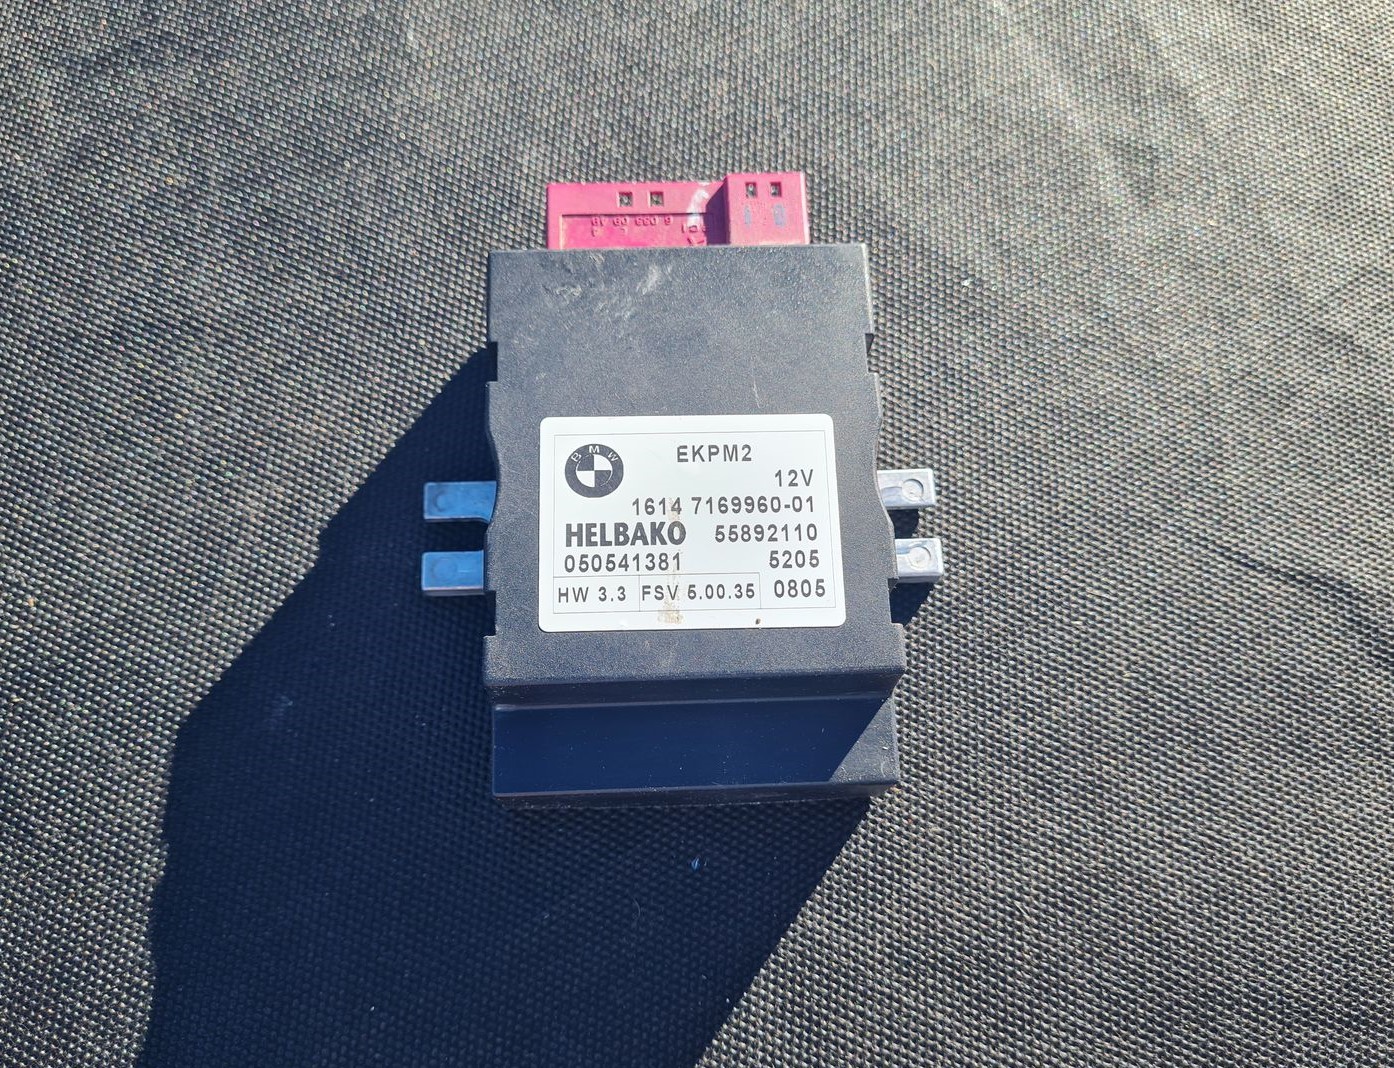 BMW
EKPM2
12V
1614 7169960-01
HELBAKO 55892110
050541381 5205
HW 3.3 FSV 5.00.35 0805